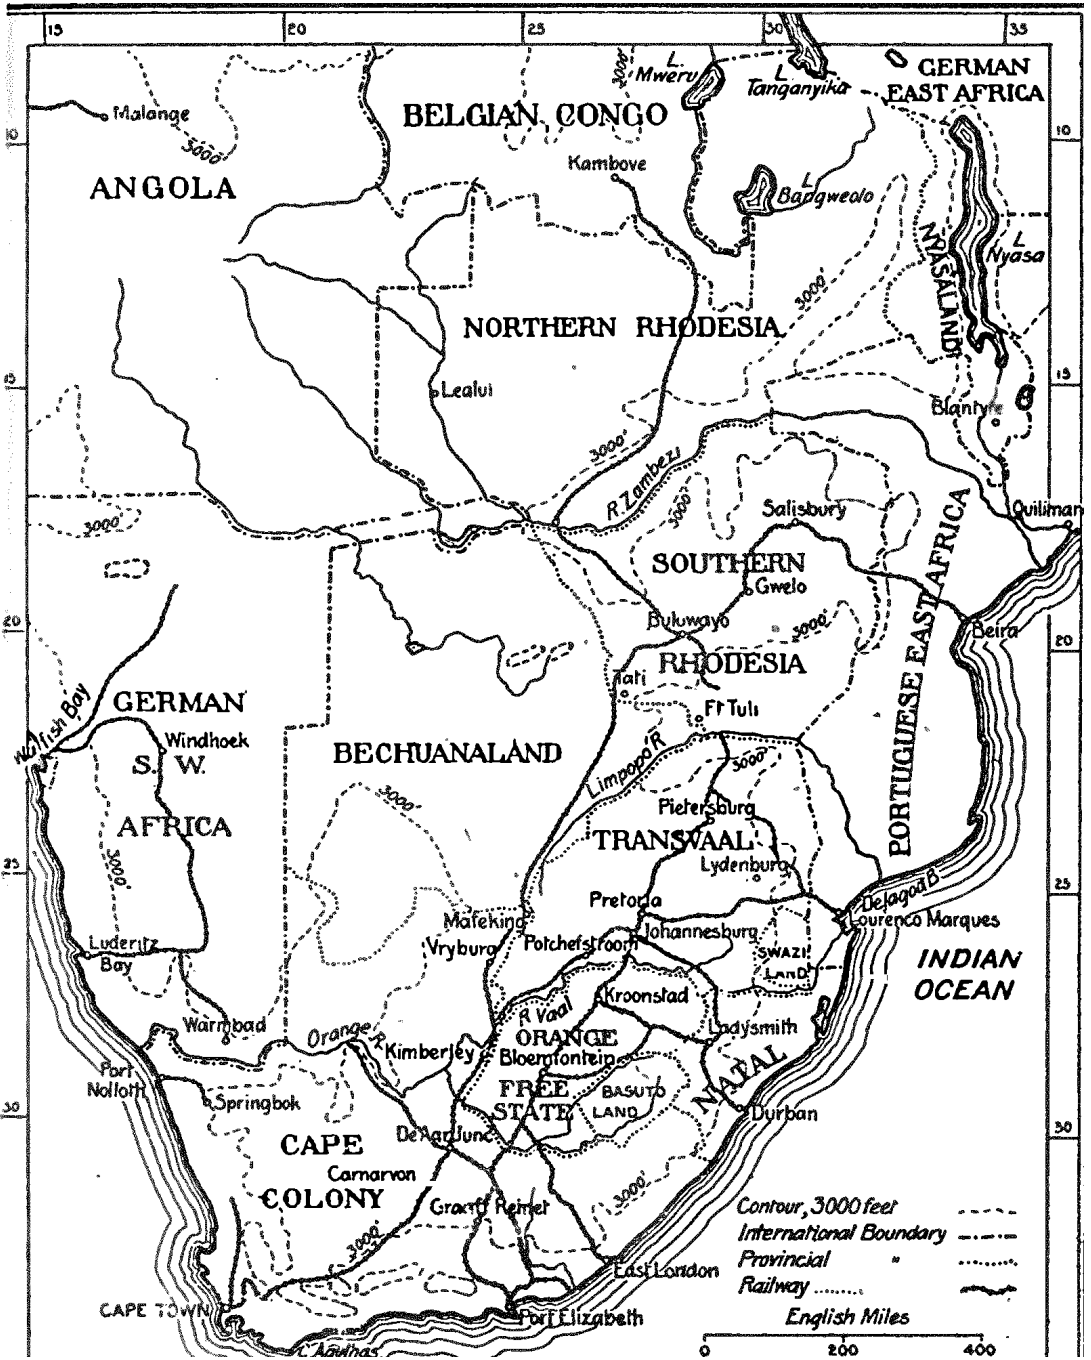 15 20 25 30 35
L. Mweru
L. Tanganyika
GERMAN
EAST AFRICA
Malange
BELGIAN CONGO
10
10
3000'
3000'
Kambove
ANGOLA
L. Bangweolo
NYASALAND
L. Nyasa
3000'
NORTHERN RHODESIA
15
15
Lealui
Blantyre
3000'
R. Zambezi
3000'
3000'
Salisbury
Quiliman
SOUTHERN
Gwelo
PORTUGUESE EAST AFRICA
20
20
Buluwayo
3000'
Beira
RHODESIA
Tati
GERMAN
Ft Tuli
Walfish Bay
Windhoek
S. W.
BECHUANALAND
Limpopo R
3000'
3000'
Pietersburg
AFRICA
TRANSVAAL
3000'
Lydenburg
25
25
Pretoria
Delagoa B
Mafeking
Lourenco Marques
Luderitz
Bay
Vryburg
Potchefstroom
Johannesburg
SWAZI
LAND
INDIAN
OCEAN
Kroonstad
R Vaal
Warmbad
Orange R.
ORANGE
Ladysmith
Kimberley
Bloemfontein
Port
Nolloth
FREE
STATE
BASUTO
LAND
NATAL
Springbok
Durban
30
30
De Aar Junc.
CAPE
Carnarvon
COLONY
Graaff Reinet
3000'
3000'
Contour, 3000 feet
International Boundary
Provincial "
Railway ........
English Miles
0 200 400
East London
CAPE TOWN
Port Elizabeth
C Agulhas